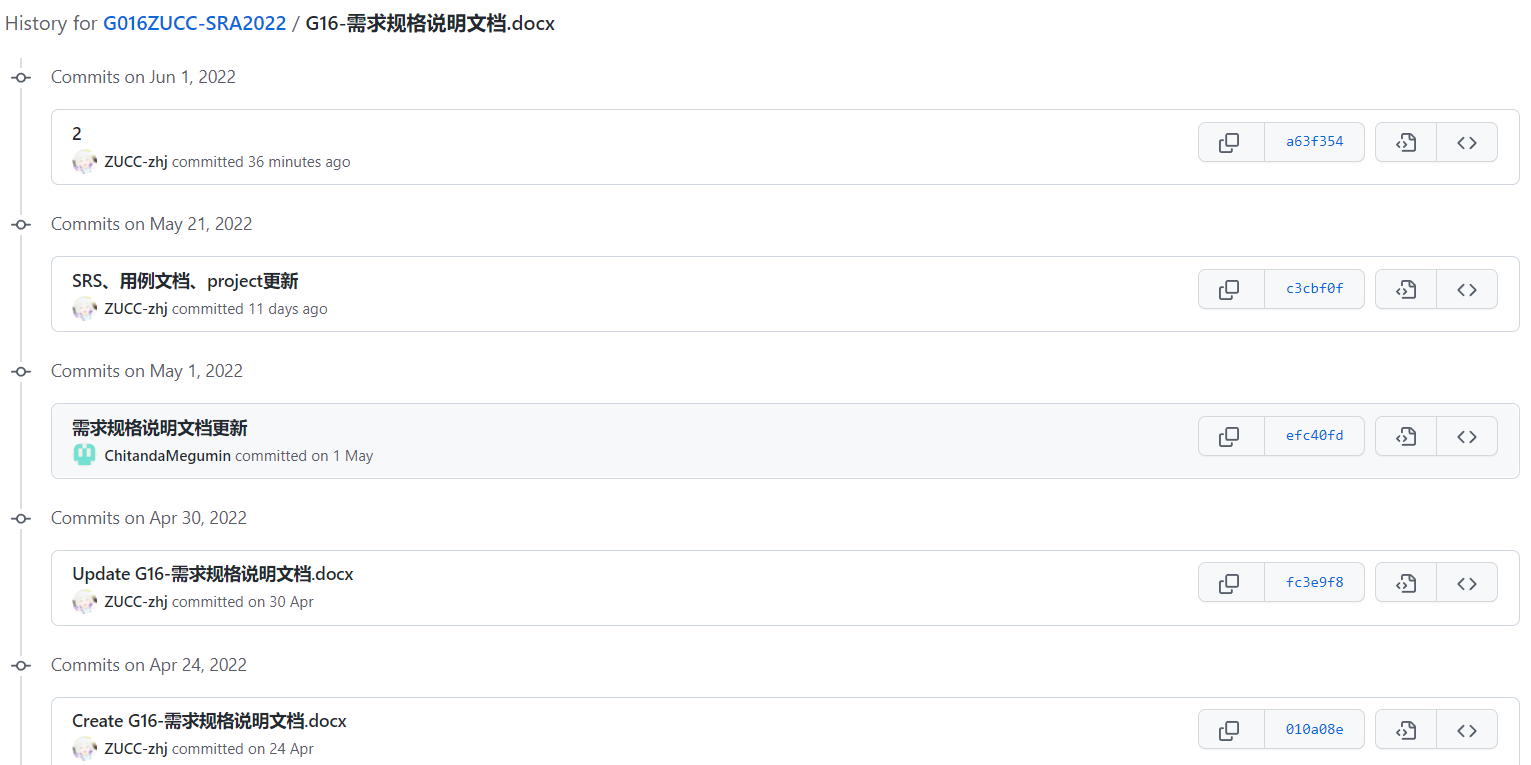 History for G016ZUCC-SRA2022 / G16-需求规格说明文档.docx
Commits on Jun 1, 2022
2
a63f354
ZUCC-zhj committed 36 minutes ago
Commits on May 21, 2022
SRS、用例文档、project更新
c3cbf0f
ZUCC-zhj committed 11 days ago
Commits on May 1, 2022
需求规格说明文档更新
efc40fd
ChitandaMegumin committed on 1 May
Commits on Apr 30, 2022
Update G16-需求规格说明文档.docx
fc3e9f8
ZUCC-zhj committed on 30 Apr
Commits on Apr 24, 2022
Create G16-需求规格说明文档.docx
010a08e
ZUCC-zhj committed on 24 Apr